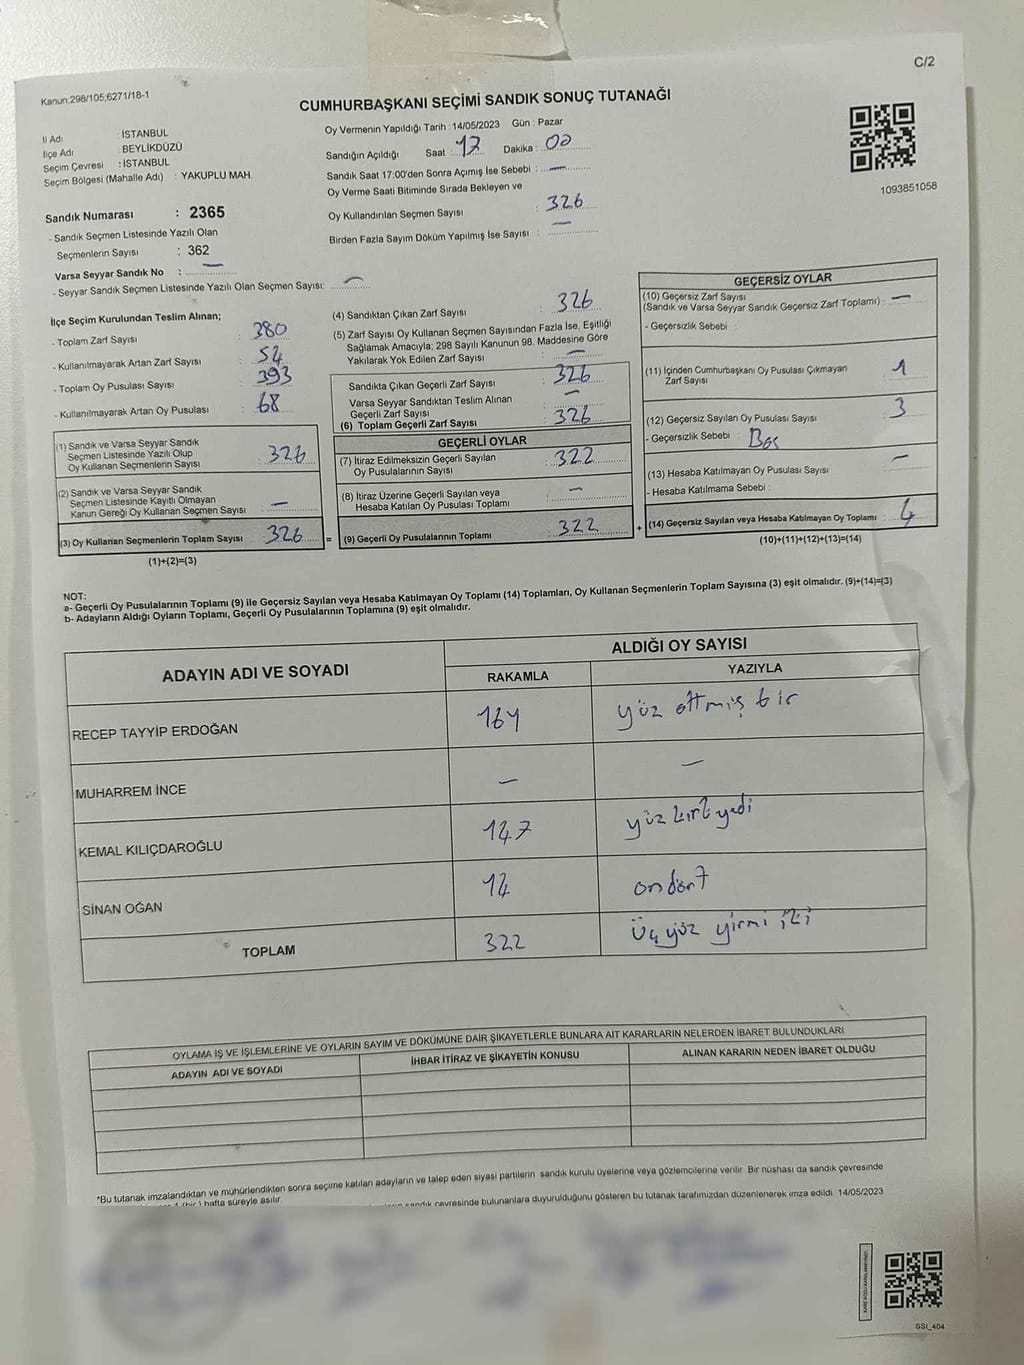 C/2
Kanun:298/105;6271/18-1
CUMHURBAŞKANI SEÇİMİ SANDIK SONUÇ TUTANAĞI
İl Adı : İSTANBUL
İlçe Adı : BEYLİKDÜZÜ
Seçim Çevresi : İSTANBUL
Seçim Bölgesi (Mahalle Adı) : YAKUPLU MAH.
Oy Vermenin Yapıldığı Tarih : 14/05/2023 Gün : Pazar
Sandığın Açıldığı Saat : 17 Dakika : 00
Sandık Saat 17:00'den Sonra Açımış İse Sebebi : —
Oy Verme Saati Bitiminde Sırada Bekleyen ve
Oy Kullandırılan Seçmen Sayısı : 326
Birden Fazla Sayım Döküm Yapılmış İse Sayısı : —
1093851058
Sandık Numarası : 2365
- Sandık Seçmen Listesinde Yazılı Olan
Seçmenlerin Sayısı : 362
Varsa Seyyar Sandık No : —
- Seyyar Sandık Seçmen Listesinde Yazılı Olan Seçmen Sayısı: —
İlçe Seçim Kurulundan Teslim Alınan;
- Toplam Zarf Sayısı : 380
- Kullanılmayarak Artan Zarf Sayısı : 54
- Toplam Oy Pusulası Sayısı : 393
- Kullanılmayarak Artan Oy Pusulası : 68
(1) Sandık ve Varsa Seyyar Sandık
Seçmen Listesinde Yazılı Olup
Oy Kullanan Seçmenlerin Sayısı : 326
(2) Sandık ve Varsa Seyyar Sandık
Seçmen Listesinde Kayıtlı Olmayan
Kanun Gereği Oy Kullanan Seçmen Sayısı : —
(3) Oy Kullanan Seçmenlerin Toplam Sayısı : 326
(1)+(2)=(3)
(4) Sandıktan Çıkan Zarf Sayısı : 326
(5) Zarf Sayısı Oy Kullanan Seçmen Sayısından Fazla İse, Eşitliği
Sağlamak Amacıyla; 298 Sayılı Kanunun 98. Maddesine Göre
Yakılarak Yok Edilen Zarf Sayısı : —
Sandıkta Çıkan Geçerli Zarf Sayısı : 326
Varsa Seyyar Sandıktan Teslim Alınan
Geçerli Zarf Sayısı : —
(6) Toplam Geçerli Zarf Sayısı : 326
GEÇERLİ OYLAR
(7) İtiraz Edilmeksizin Geçerli Sayılan
Oy Pusulalarının Sayısı : 322
(8) İtiraz Üzerine Geçerli Sayılan veya
Hesaba Katılan Oy Pusulası Toplamı : —
= (9) Geçerli Oy Pusulalarının Toplamı : 322 +
GEÇERSİZ OYLAR
(10) Geçersiz Zarf Sayısı
(Sandık ve Varsa Seyyar Sandık Geçersiz Zarf Toplamı) : —
- Geçersizlik Sebebi :
(11) İçinden Cumhurbaşkanı Oy Pusulası Çıkmayan
Zarf Sayısı : 1
(12) Geçersiz Sayılan Oy Pusulası Sayısı : 3
- Geçersizlik Sebebi : Boş
(13) Hesaba Katılmayan Oy Pusulası Sayısı : —
- Hesaba Katılmama Sebebi :
(14) Geçersiz Sayılan veya Hesaba Katılmayan Oy Toplamı : 4
(10)+(11)+(12)+(13)=(14)
NOT:
a- Geçerli Oy Pusulalarının Toplamı (9) ile Geçersiz Sayılan veya Hesaba Katılmayan Oy Toplamı (14) Toplamları, Oy Kullanan Seçmenlerin Toplam Sayısına (3) eşit olmalıdır. (9)+(14)=(3)
b- Adayların Aldığı Oyların Toplamı, Geçerli Oy Pusulalarının Toplamına (9) eşit olmalıdır.
ADAYIN ADI VE SOYADI ALDIĞI OY SAYISI
RAKAMLA YAZIYLA
RECEP TAYYİP ERDOĞAN 161 yüz altmış bir
MUHARREM İNCE — —
KEMAL KILIÇDAROĞLU 147 yüz kırk yedi
SİNAN OĞAN 14 ondört
TOPLAM 322 üçyüz yirmi iki
OYLAMA İŞ VE İŞLEMLERİNE VE OYLARIN SAYIM VE DÖKÜMÜNE DAİR ŞİKAYETLERLE BUNLARA AİT KARARLARIN NELERDEN İBARET BULUNDUKLARI
ADAYIN ADI VE SOYADI İHBAR İTİRAZ VE ŞİKAYETİN KONUSU ALINAN KARARIN NEDEN İBARET OLDUĞU
*Bu tutanak imzalandıktan ve mühürlendikten sonra seçime katılan adayların ve talep eden siyasi partilerin sandık kurulu üyelerine veya gözlemcilerine verilir. Bir nüshası da sandık çevresinde
1 (bir) hafta süreyle asılır.
sandık çevresinde bulunanlara duyurulduğunu gösteren bu tutanak tarafımızdan düzenlenerek imza edildi. 14/05/2023
SSI_404